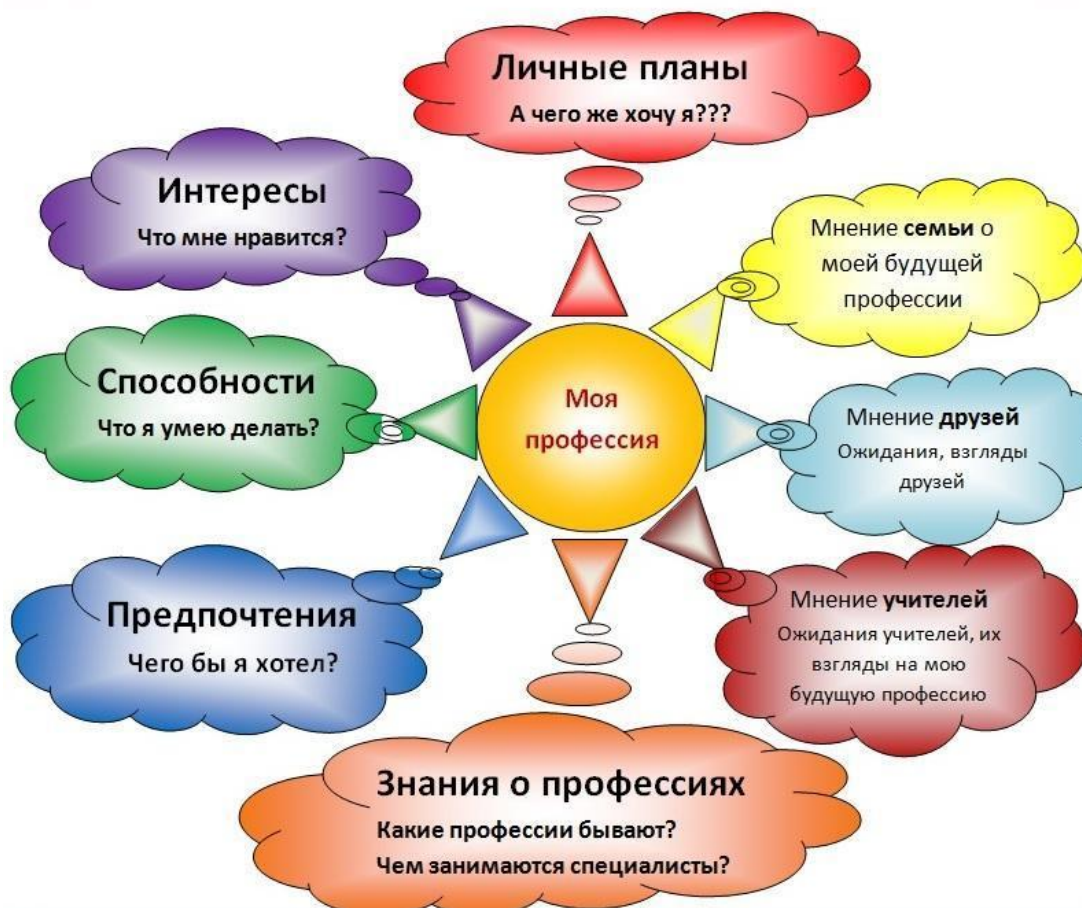 Личные планы
А чего же хочу я???
Интересы
Что мне нравится?
Мнение семьи о
моей будущей
профессии
Способности
Что я умею делать?
Моя
профессия
Мнение друзей
Ожидания, взгляды
друзей
Предпочтения
Чего бы я хотел?
Мнение учителей
Ожидания учителей, их
взгляды на мою
будущую профессию
Знания о профессиях
Какие профессии бывают?
Чем занимаются специалисты?